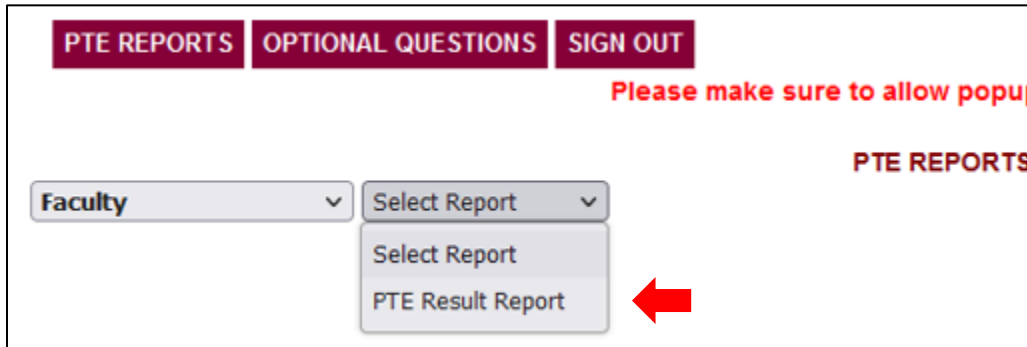 PTE REPORTS OPTIONAL QUESTIONS SIGN OUT
Please make sure to allow popup
PTE REPORTS
Faculty Select Report
Select Report
PTE Result Report